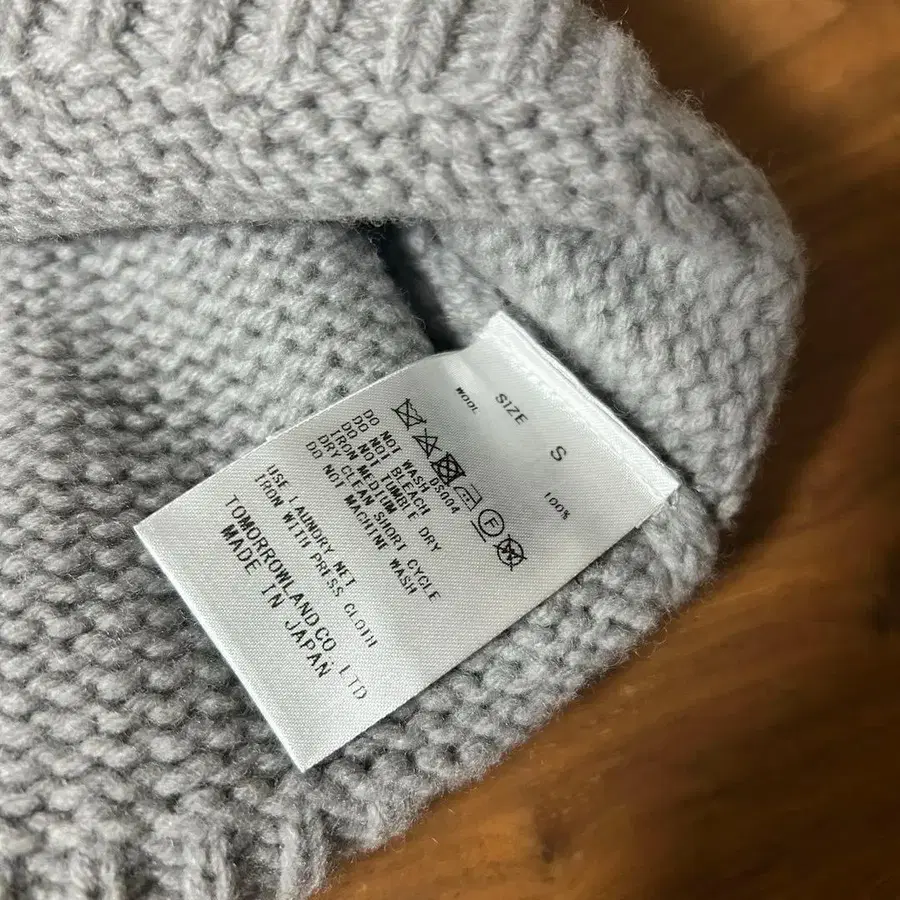 SIZE S
WOOL 100%
DS004
DO NOT WASH
DO NOT BLEACH
DO NOT TUMBLE DRY
IRON MEDIUM
DRY CLEAN SHORT CYCLE
DO NOT MACHINE WASH
USE LAUNDRY NET
IRON WITH PRESS CLOTH
TOMORROWLAND CO., LTD
MADE IN JAPAN